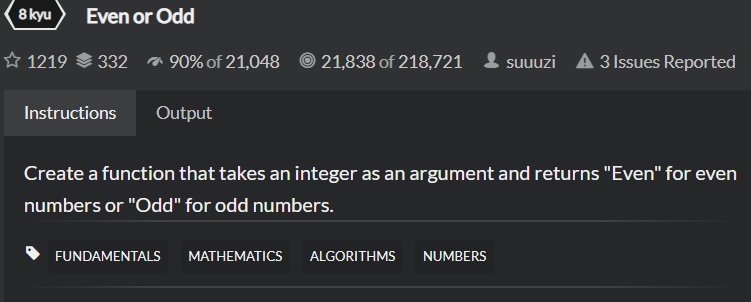 8 kyu Even or Odd
1219 332 90% of 21,048 21,838 of 218,721 suuuzi 3 Issues Reported
Instructions Output
Create a function that takes an integer as an argument and returns "Even" for even
numbers or "Odd" for odd numbers.
FUNDAMENTALS MATHEMATICS ALGORITHMS NUMBERS